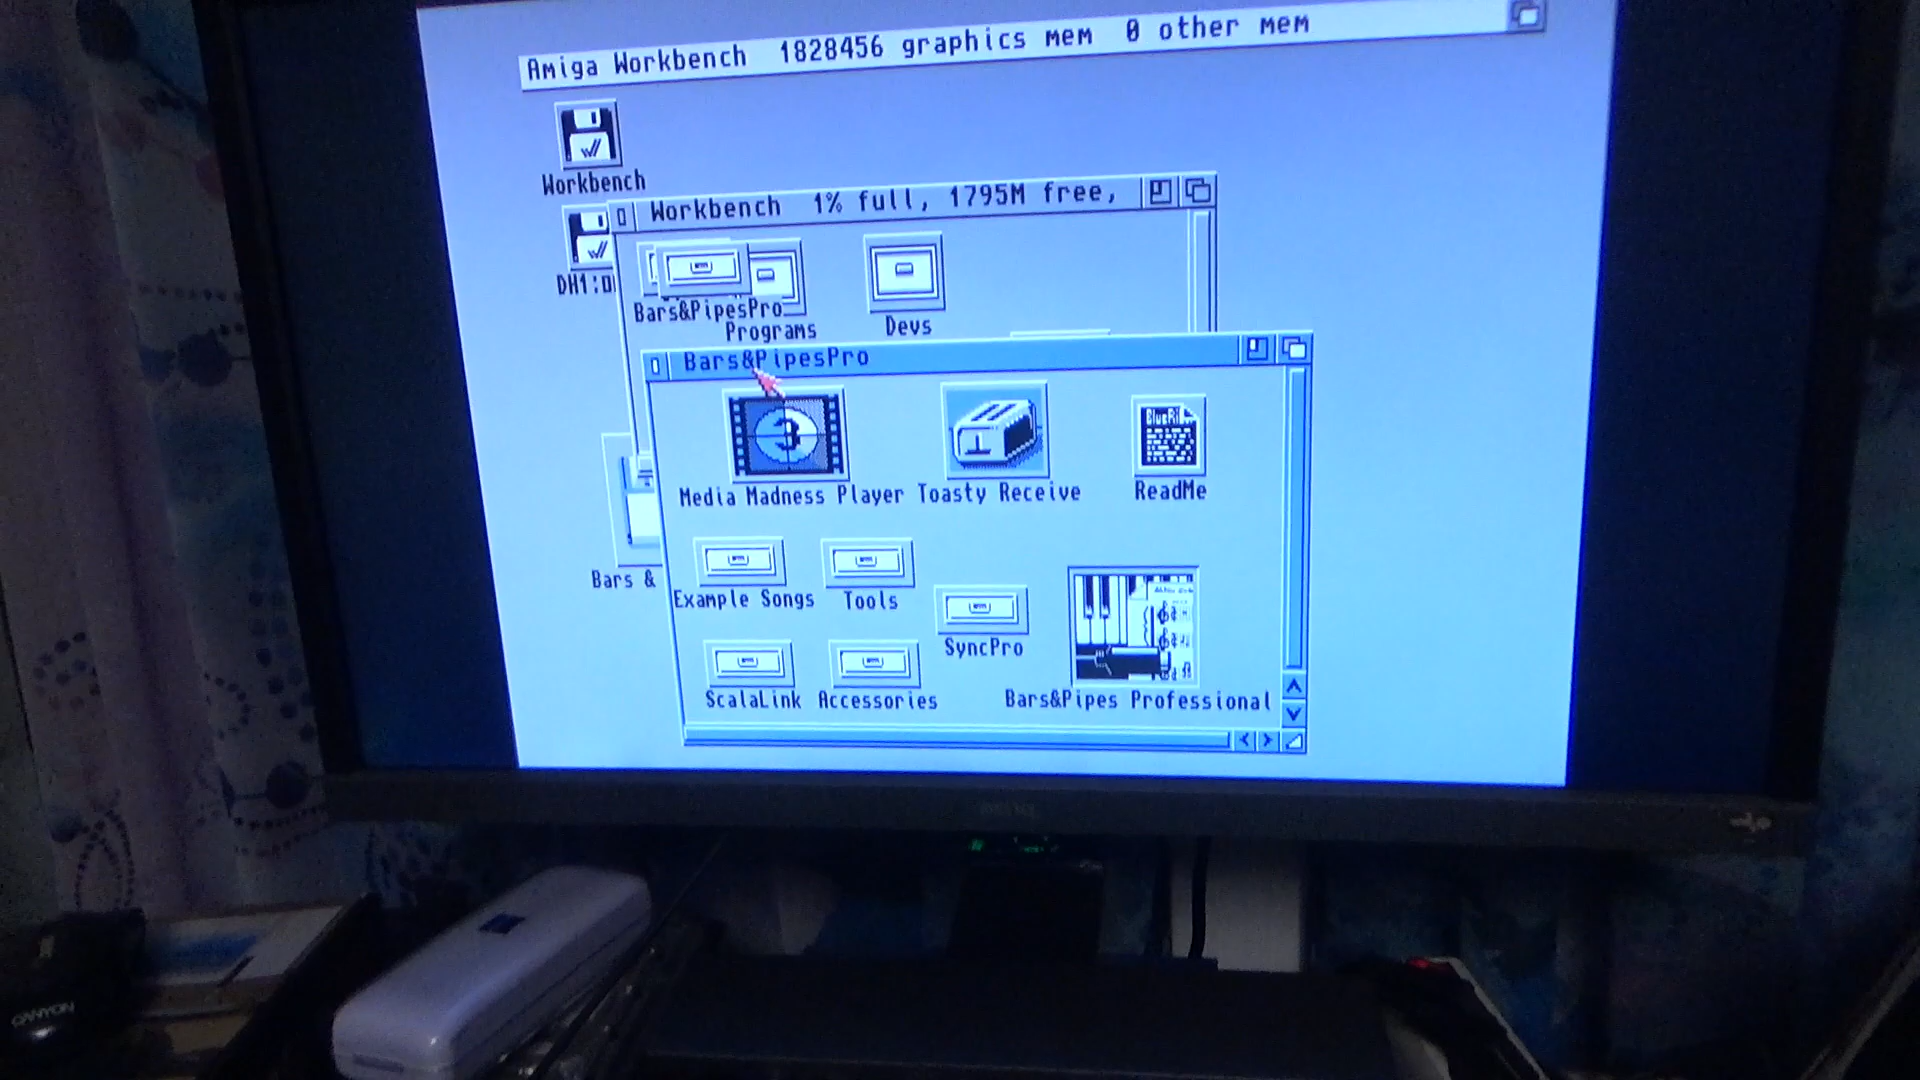 Amiga Workbench 1828456 graphics mem 0 other mem
Workbench
Workbench 1% full, 1795M free,
DH1:
Bars&PipesPro
Programs
Devs
Bars&PipesPro
Media Madness Player
Toasty Receive
ReadMe
Bars &
Example Songs
Tools
SyncPro
ScalaLink
Accessories
Bars&Pipes Professional
CANYON